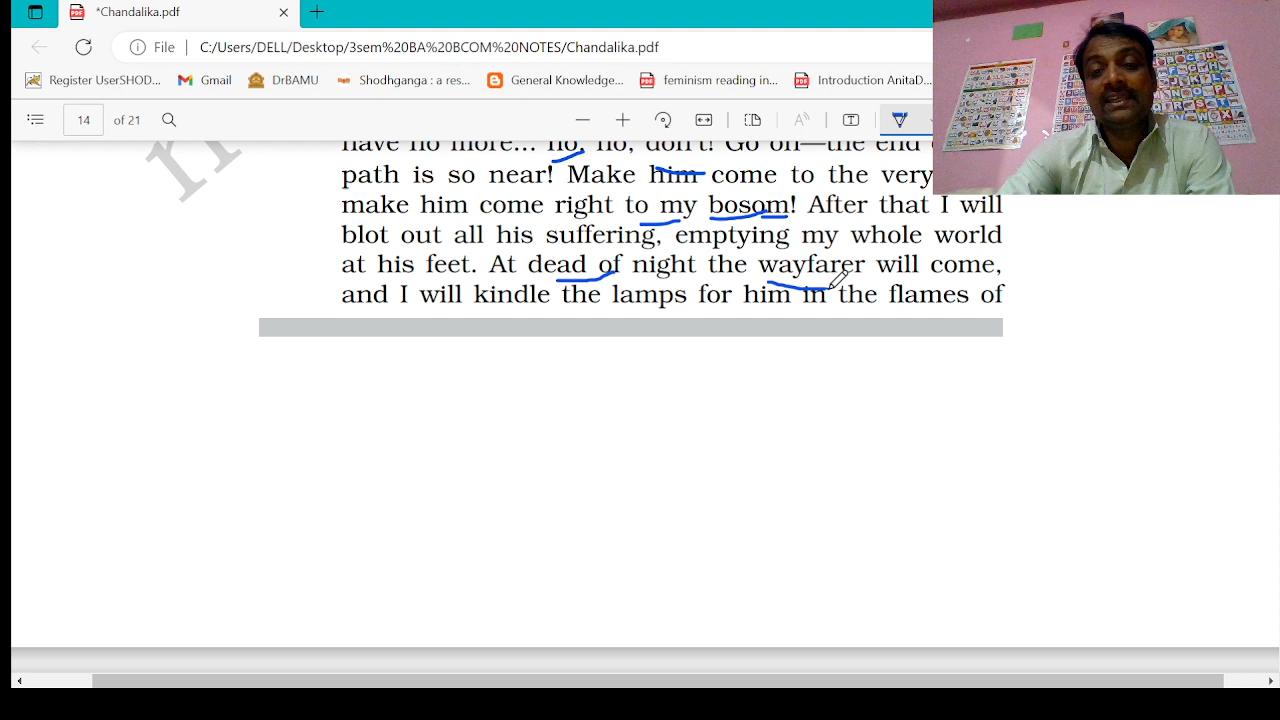 *Chandalika.pdf
File C:/Users/DELL/Desktop/3sem%20BA%20BCOM%20NOTES/Chandalika.pdf
Register UserSHOD... Gmail DrBAMU Shodhganga : a res... General Knowledge... feminism reading in... Introduction AnitaD...
14 of 21
have no more... no, no, don't! Go on—the end
path is so near! Make him come to the very
make him come right to my bosom! After that I will
blot out all his suffering, emptying my whole world
at his feet. At dead of night the wayfarer will come,
and I will kindle the lamps for him in the flames of